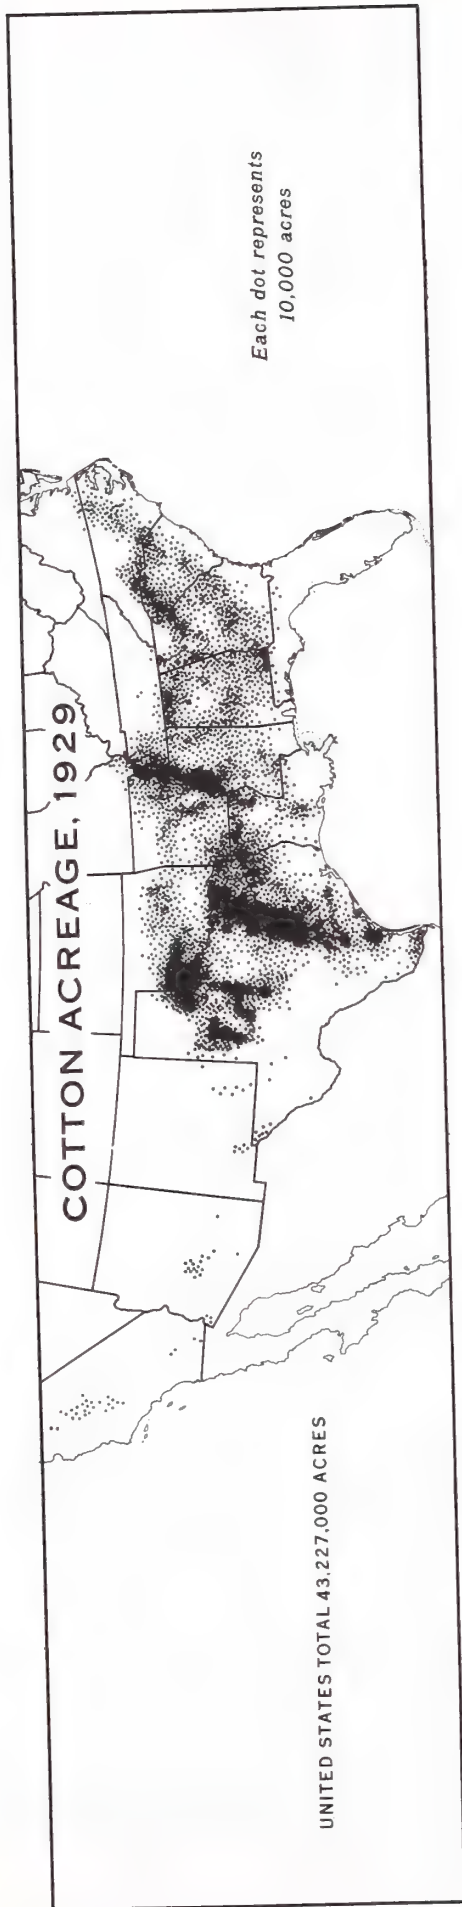 COTTON ACREAGE, 1929
Each dot represents
10,000 acres
UNITED STATES TOTAL 43,227,000 ACRES